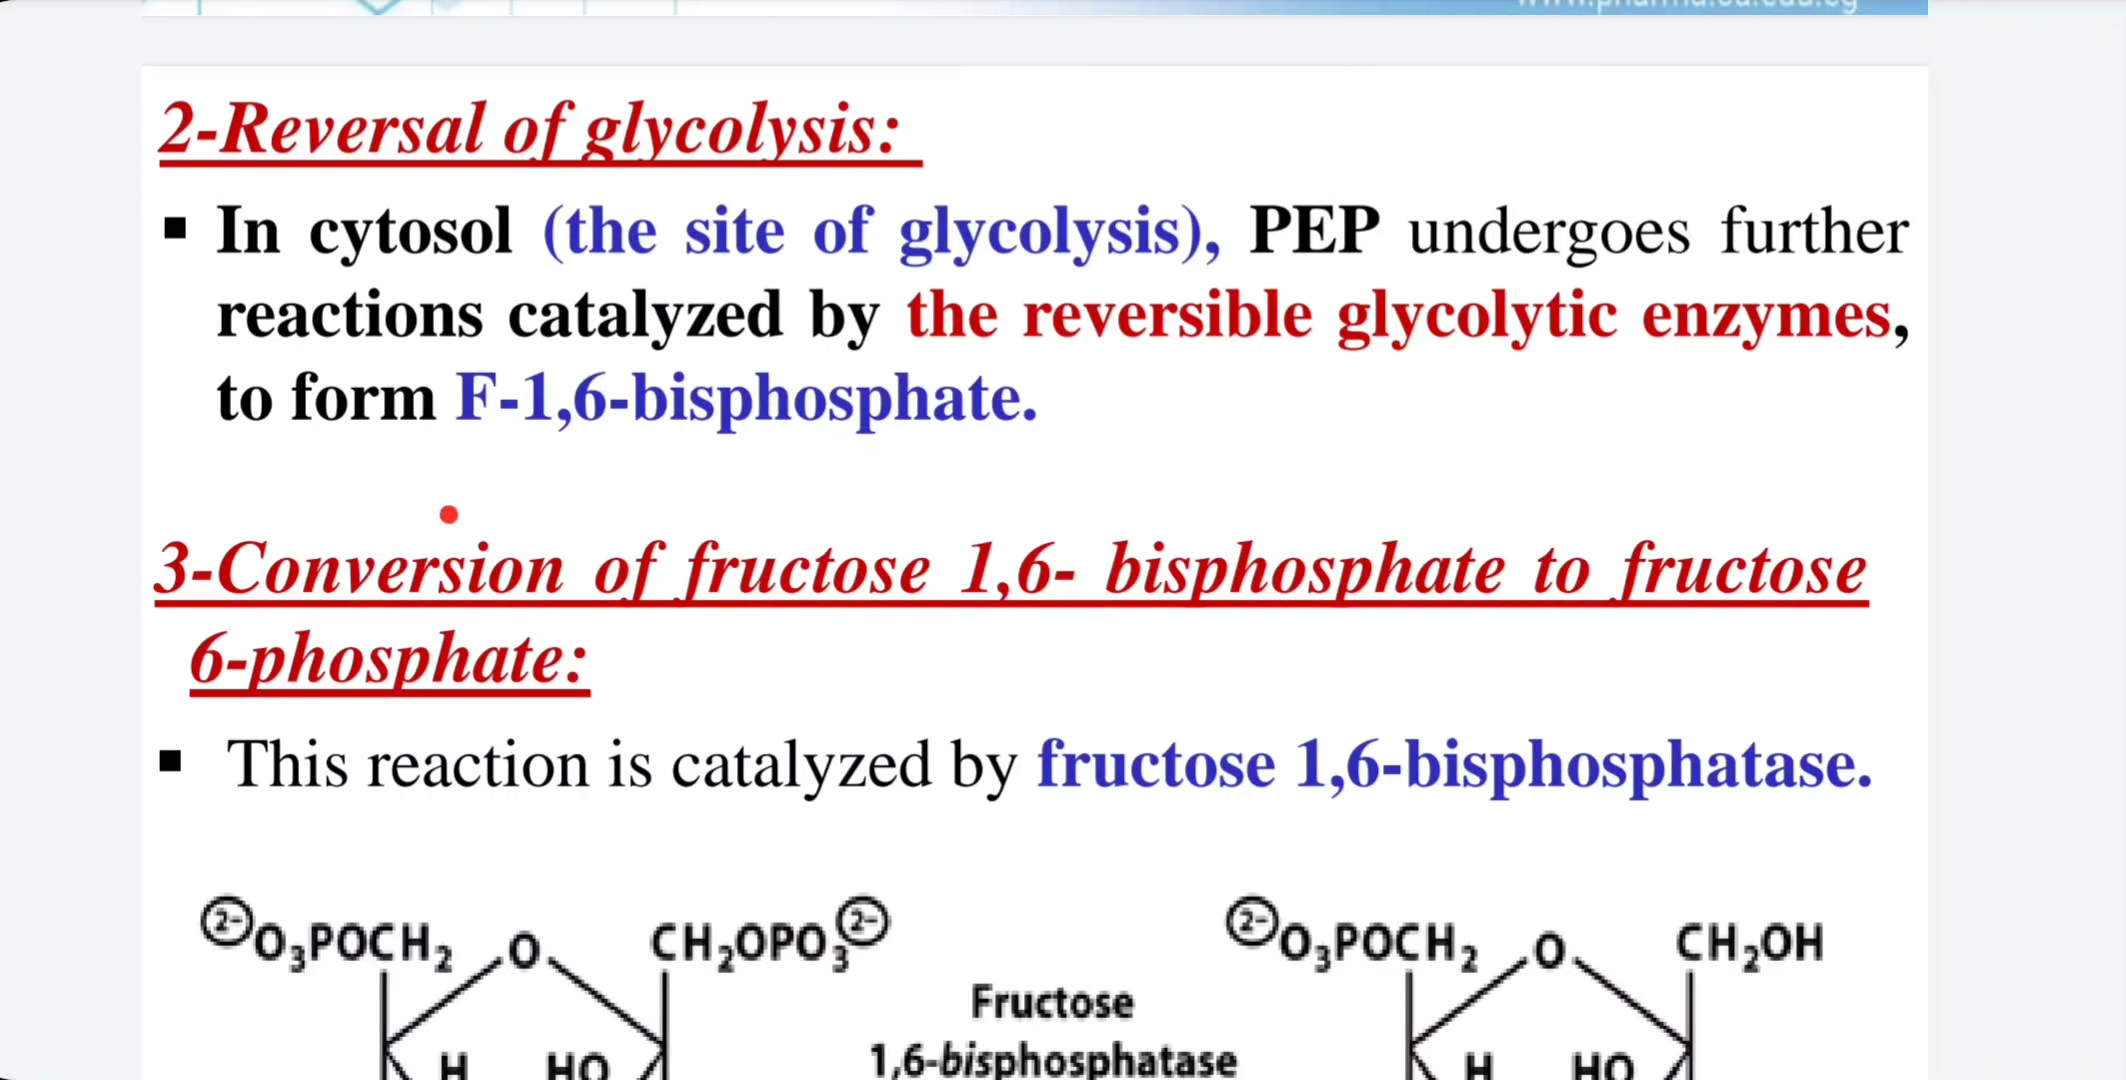 2-Reversal of glycolysis:
▪ In cytosol (the site of glycolysis), PEP undergoes further
reactions catalyzed by the reversible glycolytic enzymes,
to form F-1,6-bisphosphate.
3-Conversion of fructose 1,6- bisphosphate to fructose
6-phosphate:
▪ This reaction is catalyzed by fructose 1,6-bisphosphatase.
2- O₃POCH₂ O CH₂OPO₃ 2- 2- O₃POCH₂ O CH₂OH
Fructose
1,6-bisphosphatase
H HO H HO